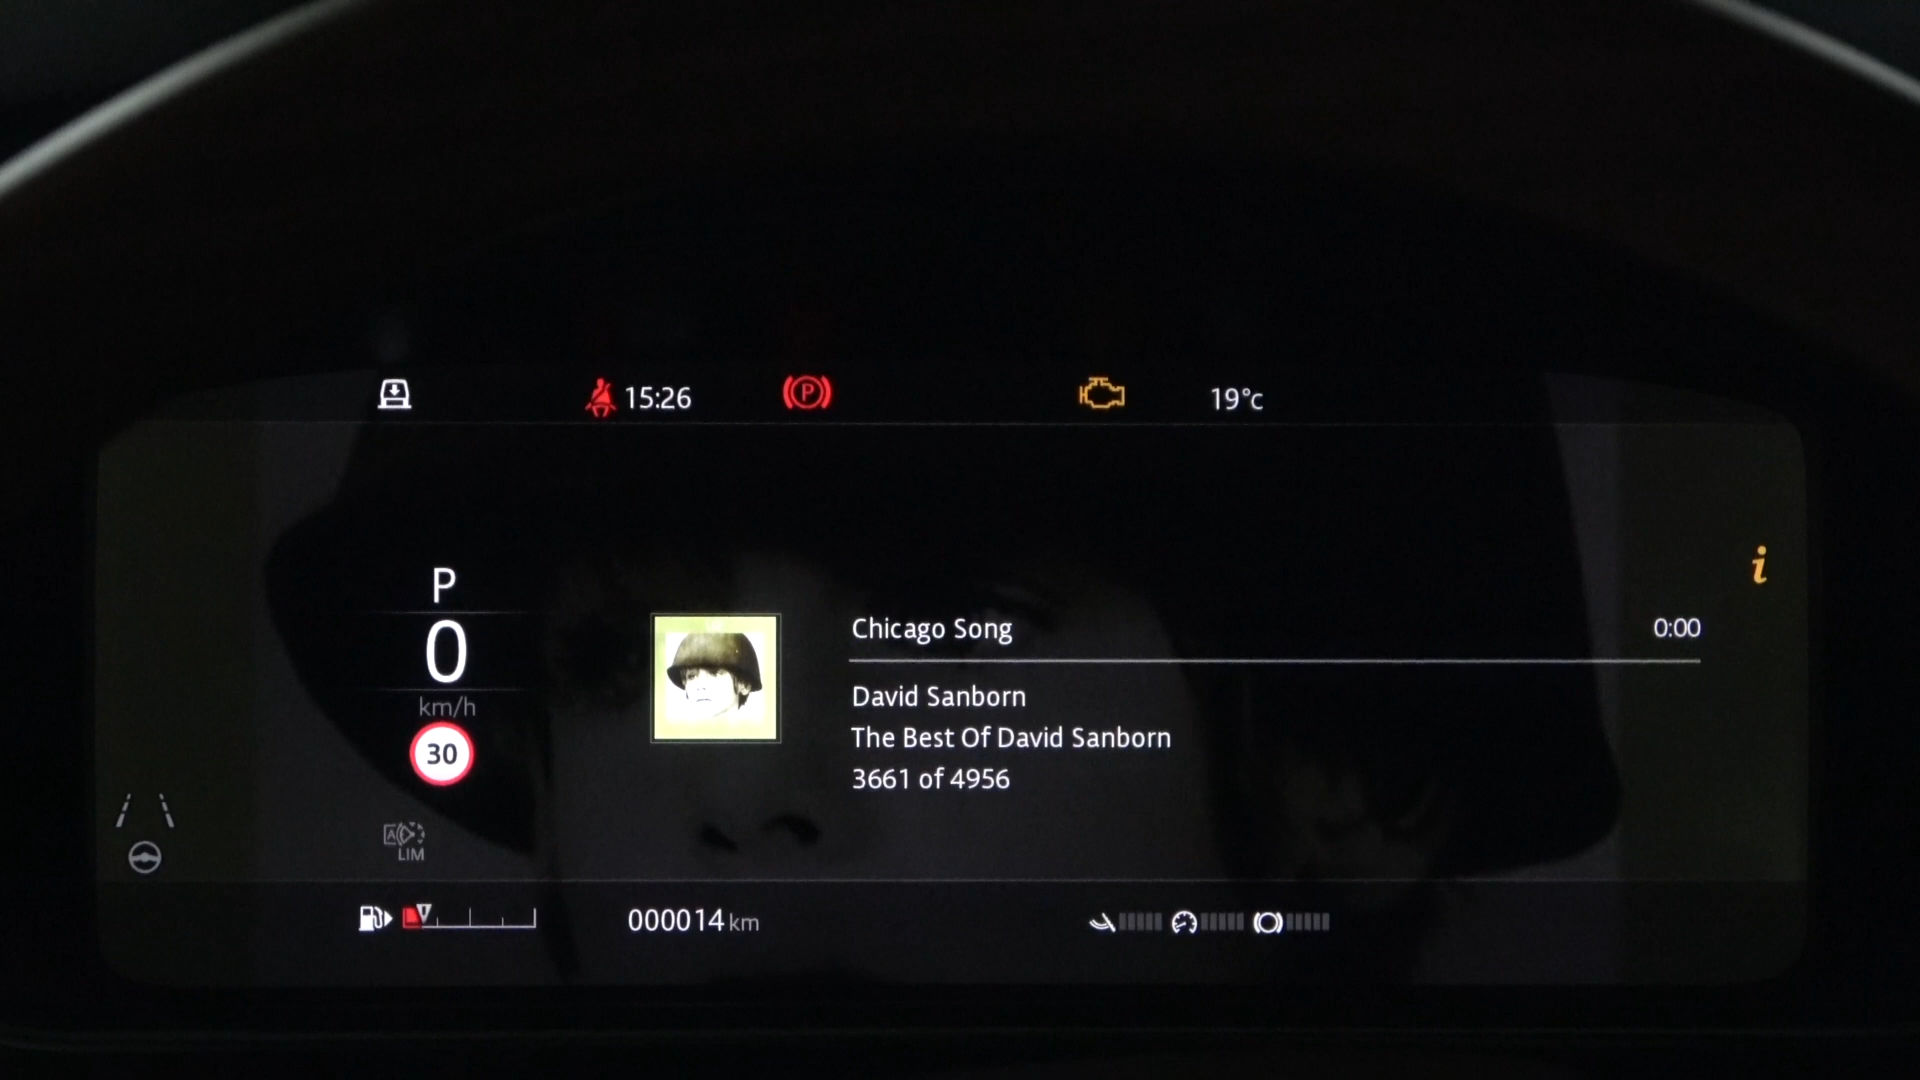 15:26
P
19°c
P
0
km/h
30
A
LIM
Chicago Song
0:00
David Sanborn
The Best Of David Sanborn
3661 of 4956
i
000014 km